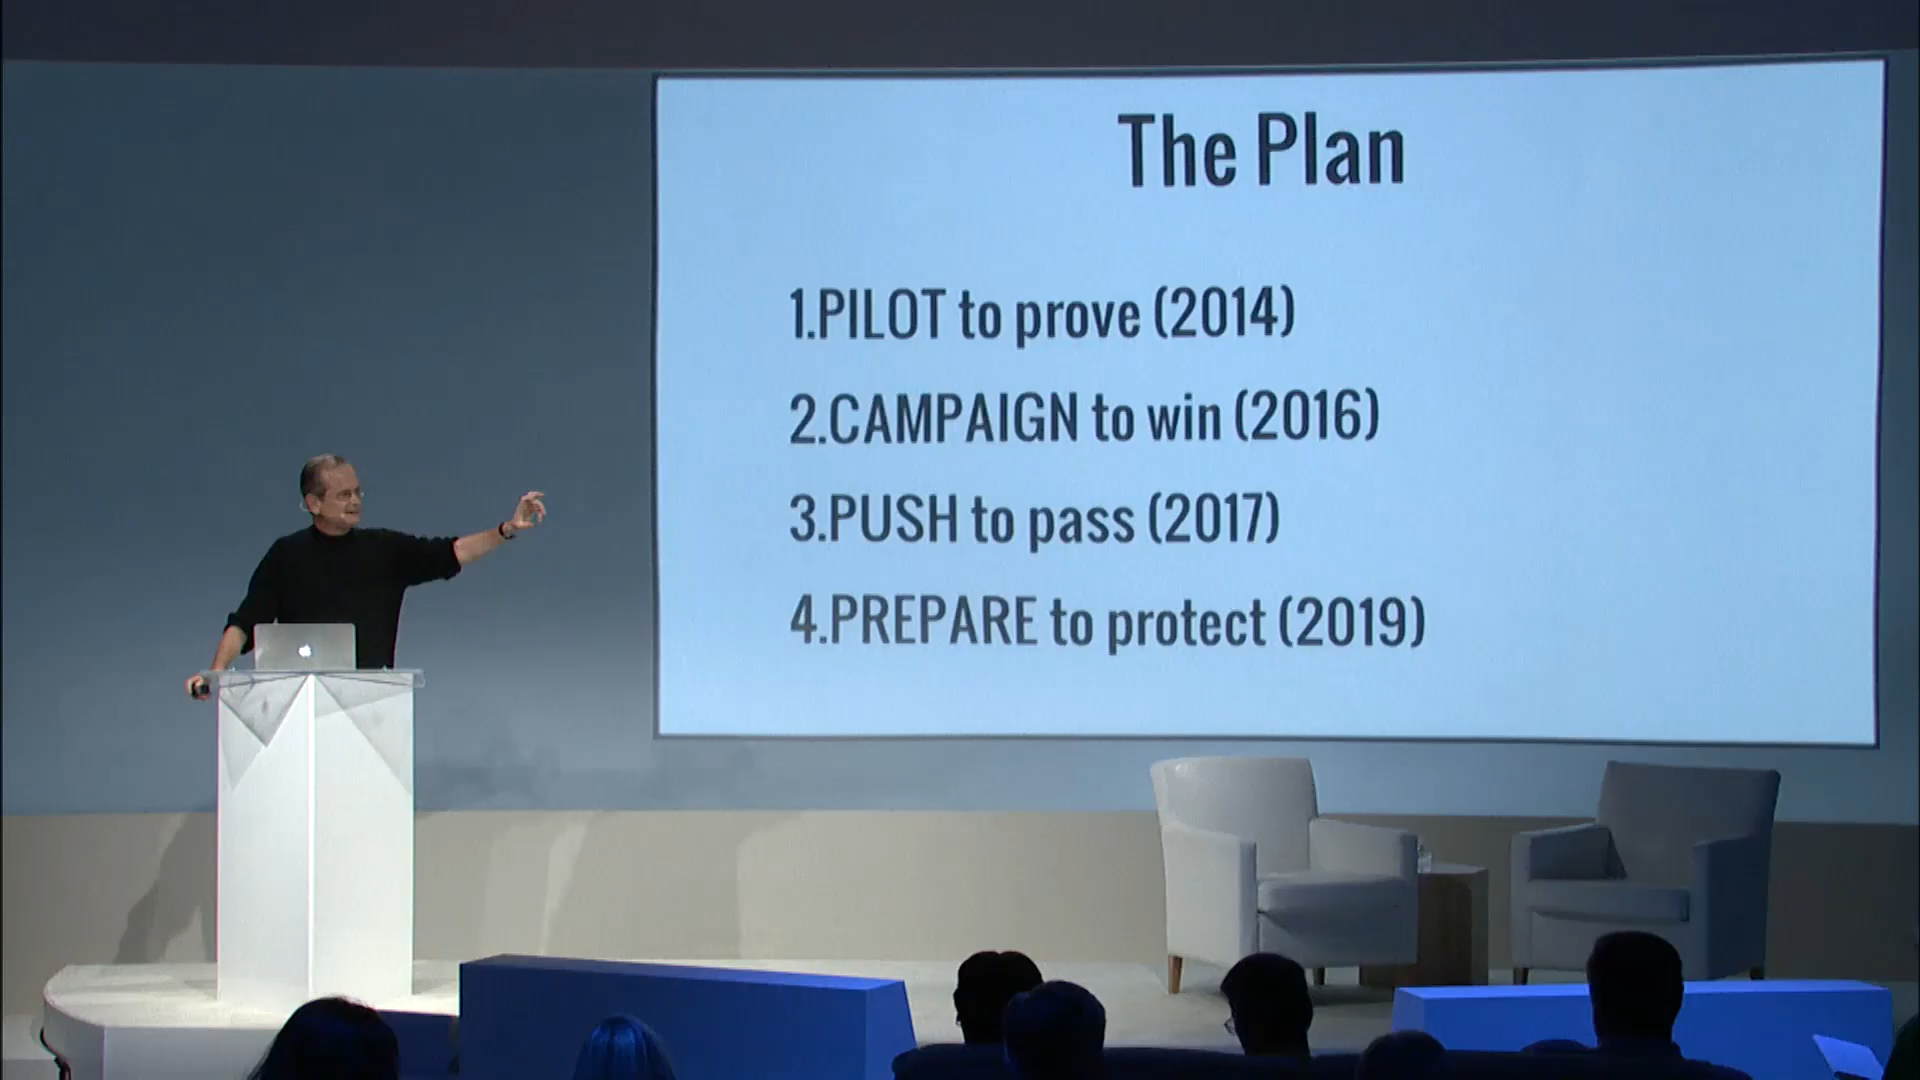 The Plan
1.PILOT to prove (2014)
2.CAMPAIGN to win (2016)
3.PUSH to pass (2017)
4.PREPARE to protect (2019)